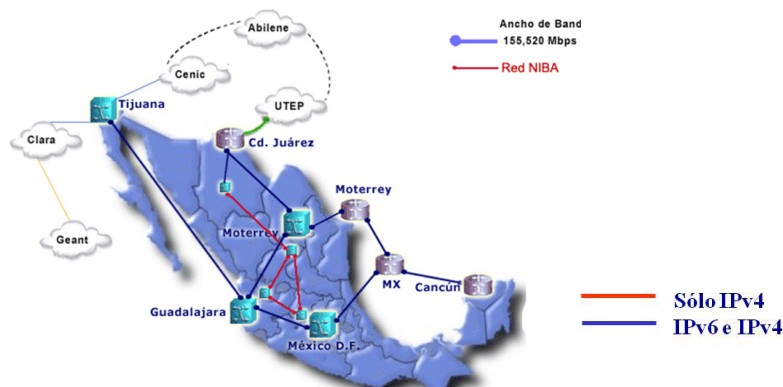 Abilene
Ancho de Band
155,520 Mbps
Cenic
Red NIBA
Tijuana
UTEP
Clara
Cd. Juárez
Moterrey
Moterrey
Geant
MX
Cancún
Guadalajara
México D.F.
Sólo IPv4
IPv6 e IPv4